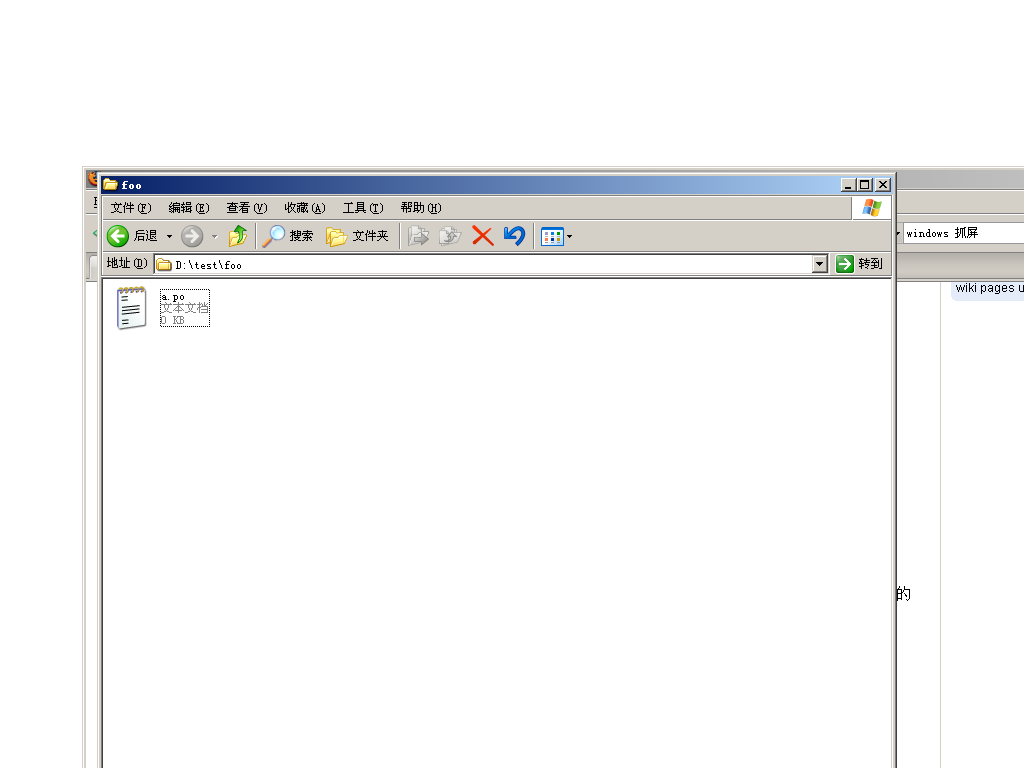 foo
文件(F) 编辑(E) 查看(V) 收藏(A) 工具(T) 帮助(H)
后退 搜索 文件夹
windows 抓屏
地址(D) D:\test\foo 转到
wiki pages u
a.po
文本文档
0 KB
的